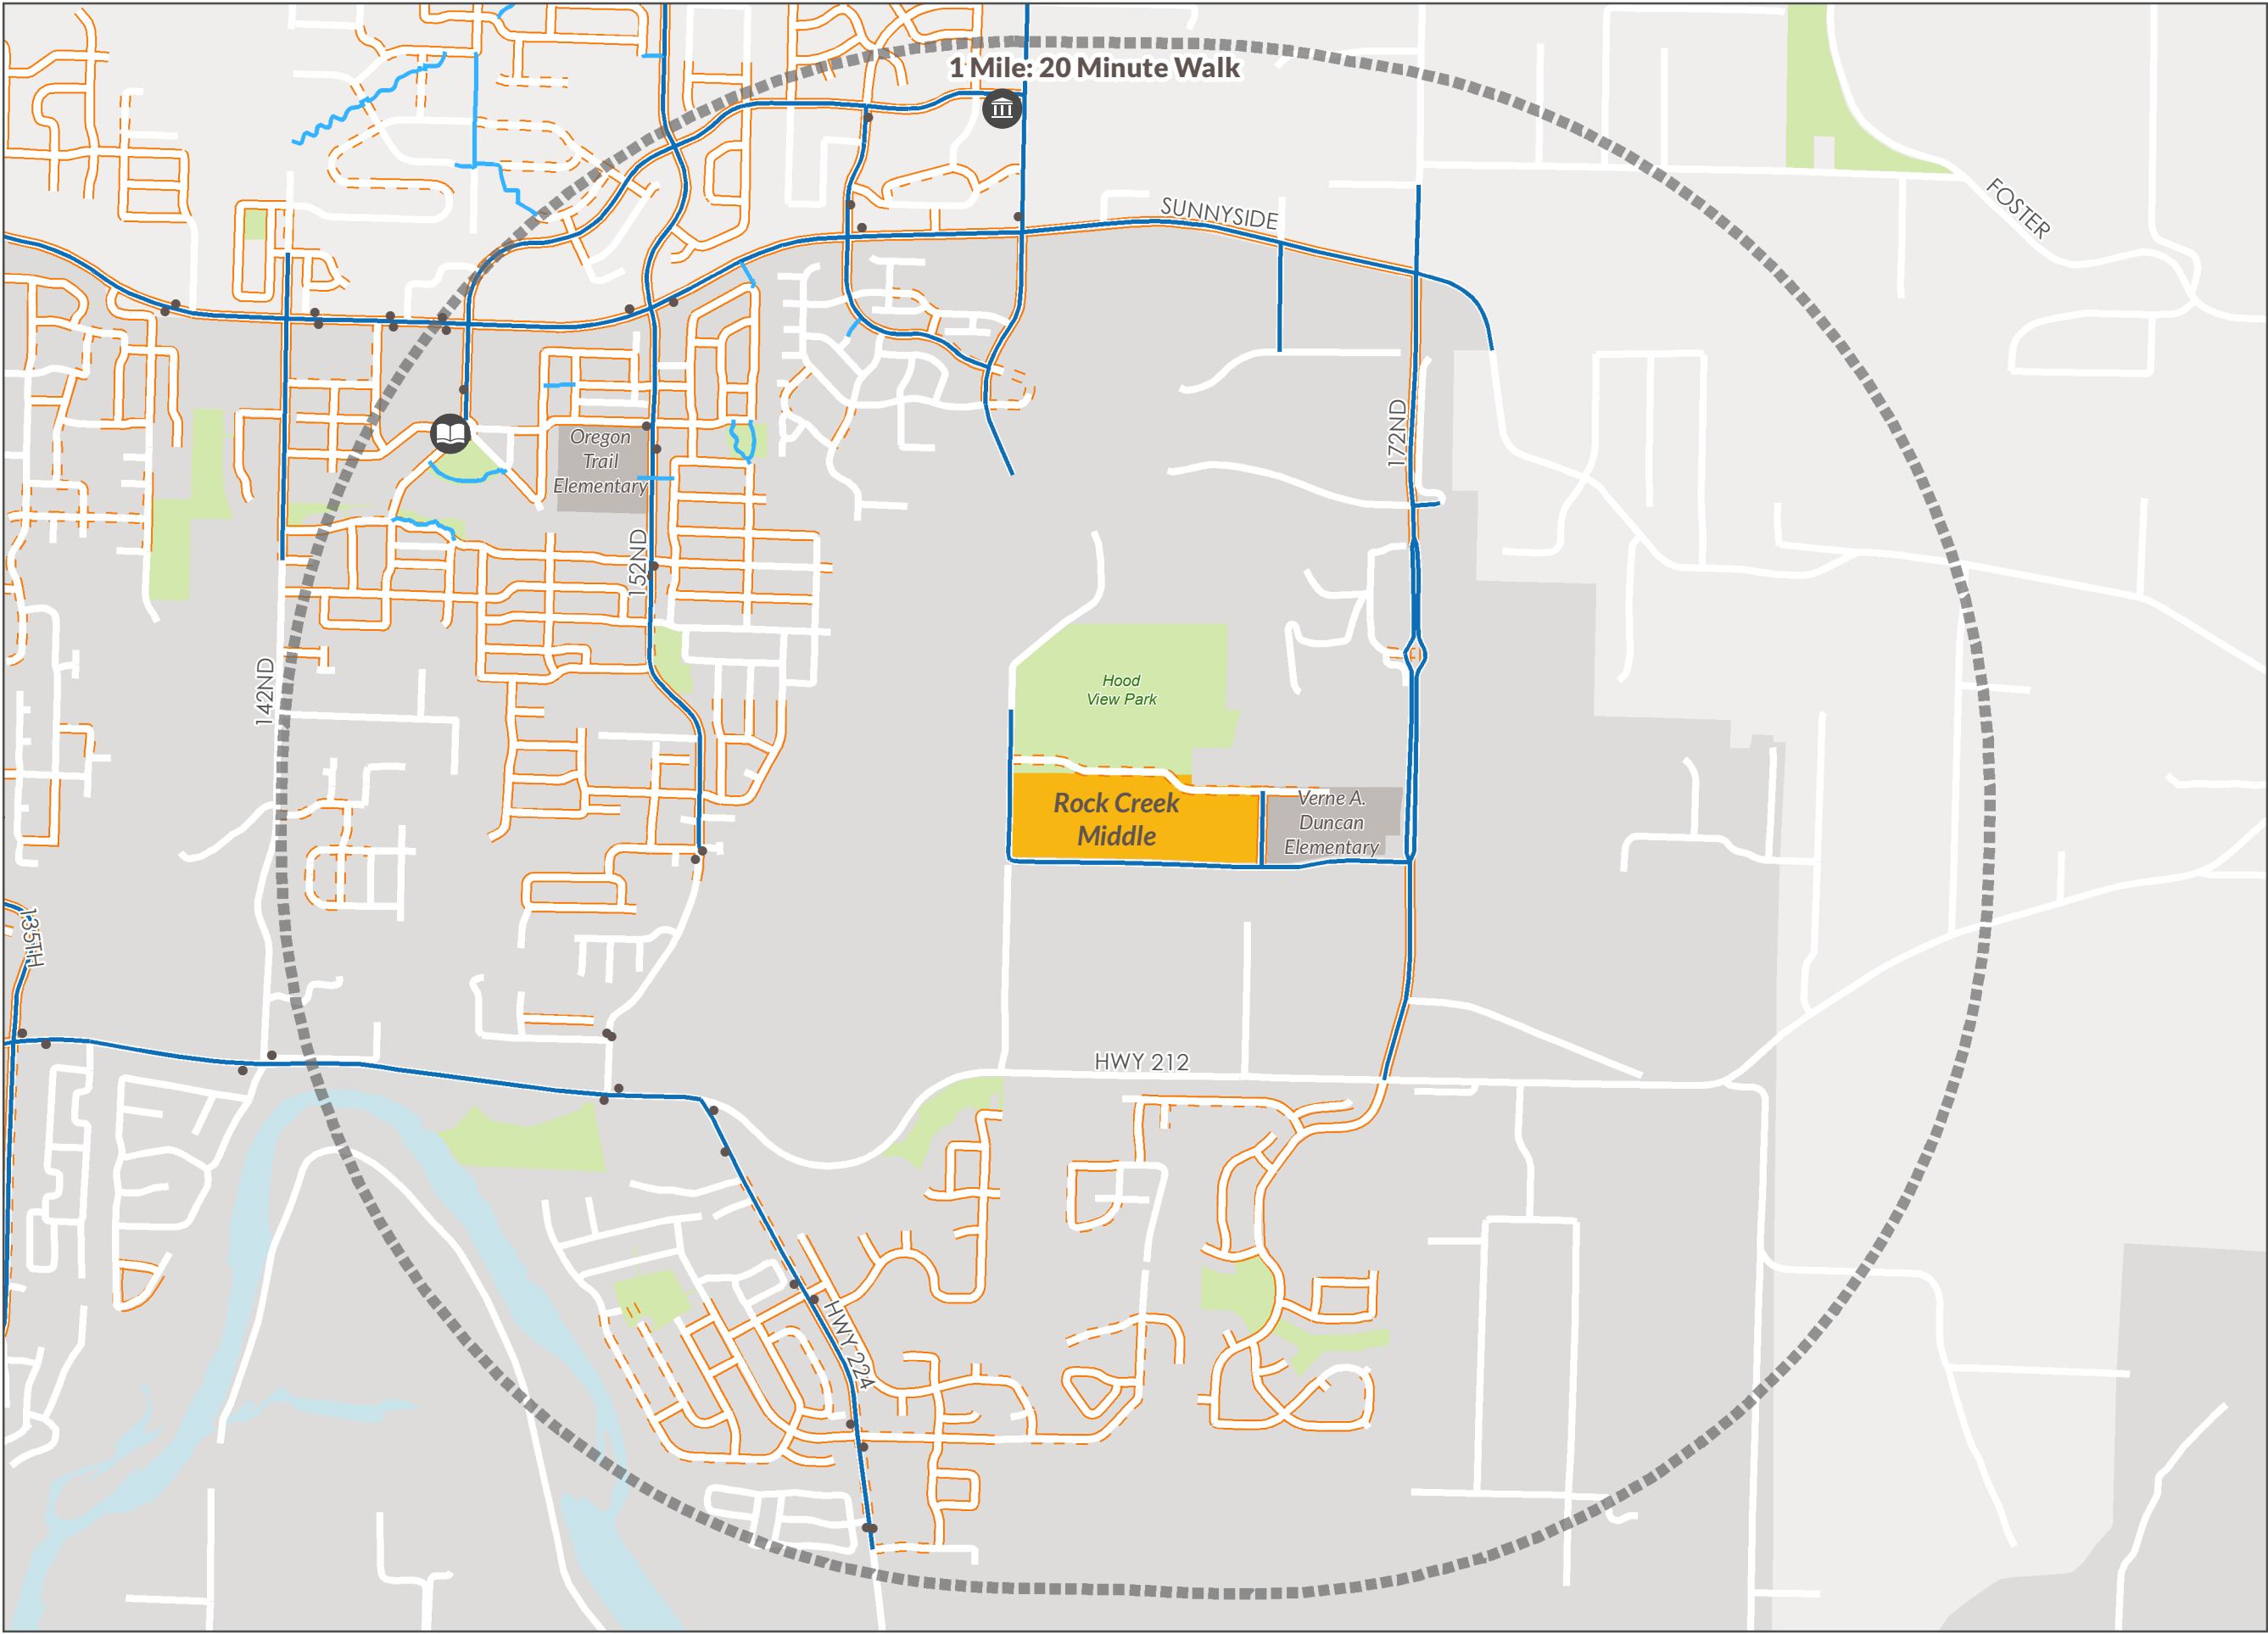 1 Mile: 20 Minute Walk
FOSTER
SUNNYSIDE
172ND
Oregon
Trail
Elementary
152ND
142ND
Hood
View Park
Rock Creek
Middle
Verne A.
Duncan
Elementary
135TH
HWY 212
HWY 224